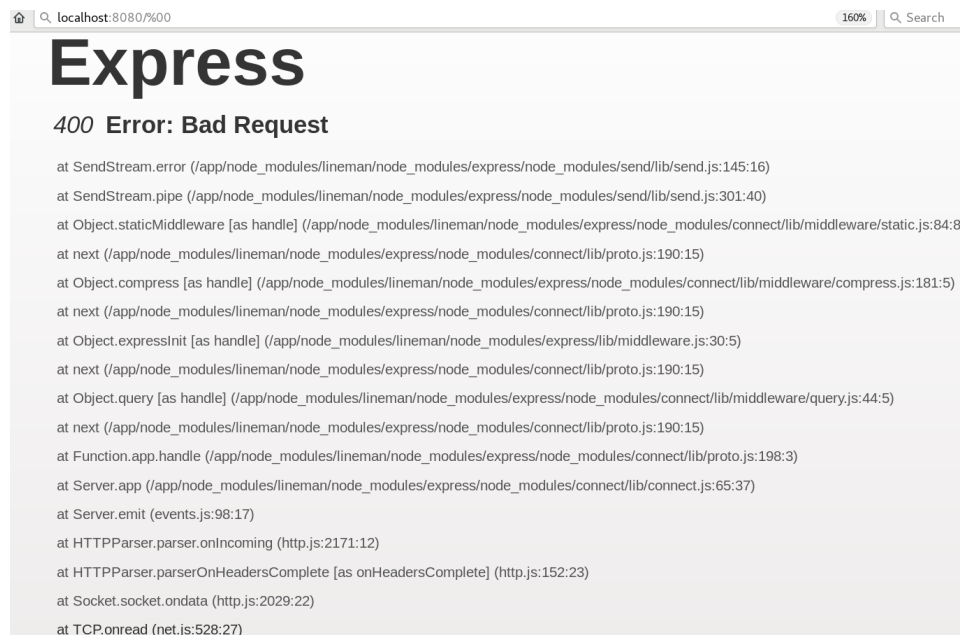 localhost:8080/%00 160% Search
Express
400 Error: Bad Request
at SendStream.error (/app/node_modules/lineman/node_modules/express/node_modules/send/lib/send.js:145:16)
at SendStream.pipe (/app/node_modules/lineman/node_modules/express/node_modules/send/lib/send.js:301:40)
at Object.staticMiddleware [as handle] (/app/node_modules/lineman/node_modules/express/node_modules/connect/lib/middleware/static.js:84:8
at next (/app/node_modules/lineman/node_modules/express/node_modules/connect/lib/proto.js:190:15)
at Object.compress [as handle] (/app/node_modules/lineman/node_modules/express/node_modules/connect/lib/middleware/compress.js:181:5)
at next (/app/node_modules/lineman/node_modules/express/node_modules/connect/lib/proto.js:190:15)
at Object.expressInit [as handle] (/app/node_modules/lineman/node_modules/express/lib/middleware.js:30:5)
at next (/app/node_modules/lineman/node_modules/express/node_modules/connect/lib/proto.js:190:15)
at Object.query [as handle] (/app/node_modules/lineman/node_modules/express/node_modules/connect/lib/middleware/query.js:44:5)
at next (/app/node_modules/lineman/node_modules/express/node_modules/connect/lib/proto.js:190:15)
at Function.app.handle (/app/node_modules/lineman/node_modules/express/node_modules/connect/lib/proto.js:198:3)
at Server.app (/app/node_modules/lineman/node_modules/express/node_modules/connect/lib/connect.js:65:37)
at Server.emit (events.js:98:17)
at HTTPParser.parser.onIncoming (http.js:2171:12)
at HTTPParser.parserOnHeadersComplete [as onHeadersComplete] (http.js:152:23)
at Socket.socket.ondata (http.js:2029:22)
at TCP.onread (net.js:528:27)